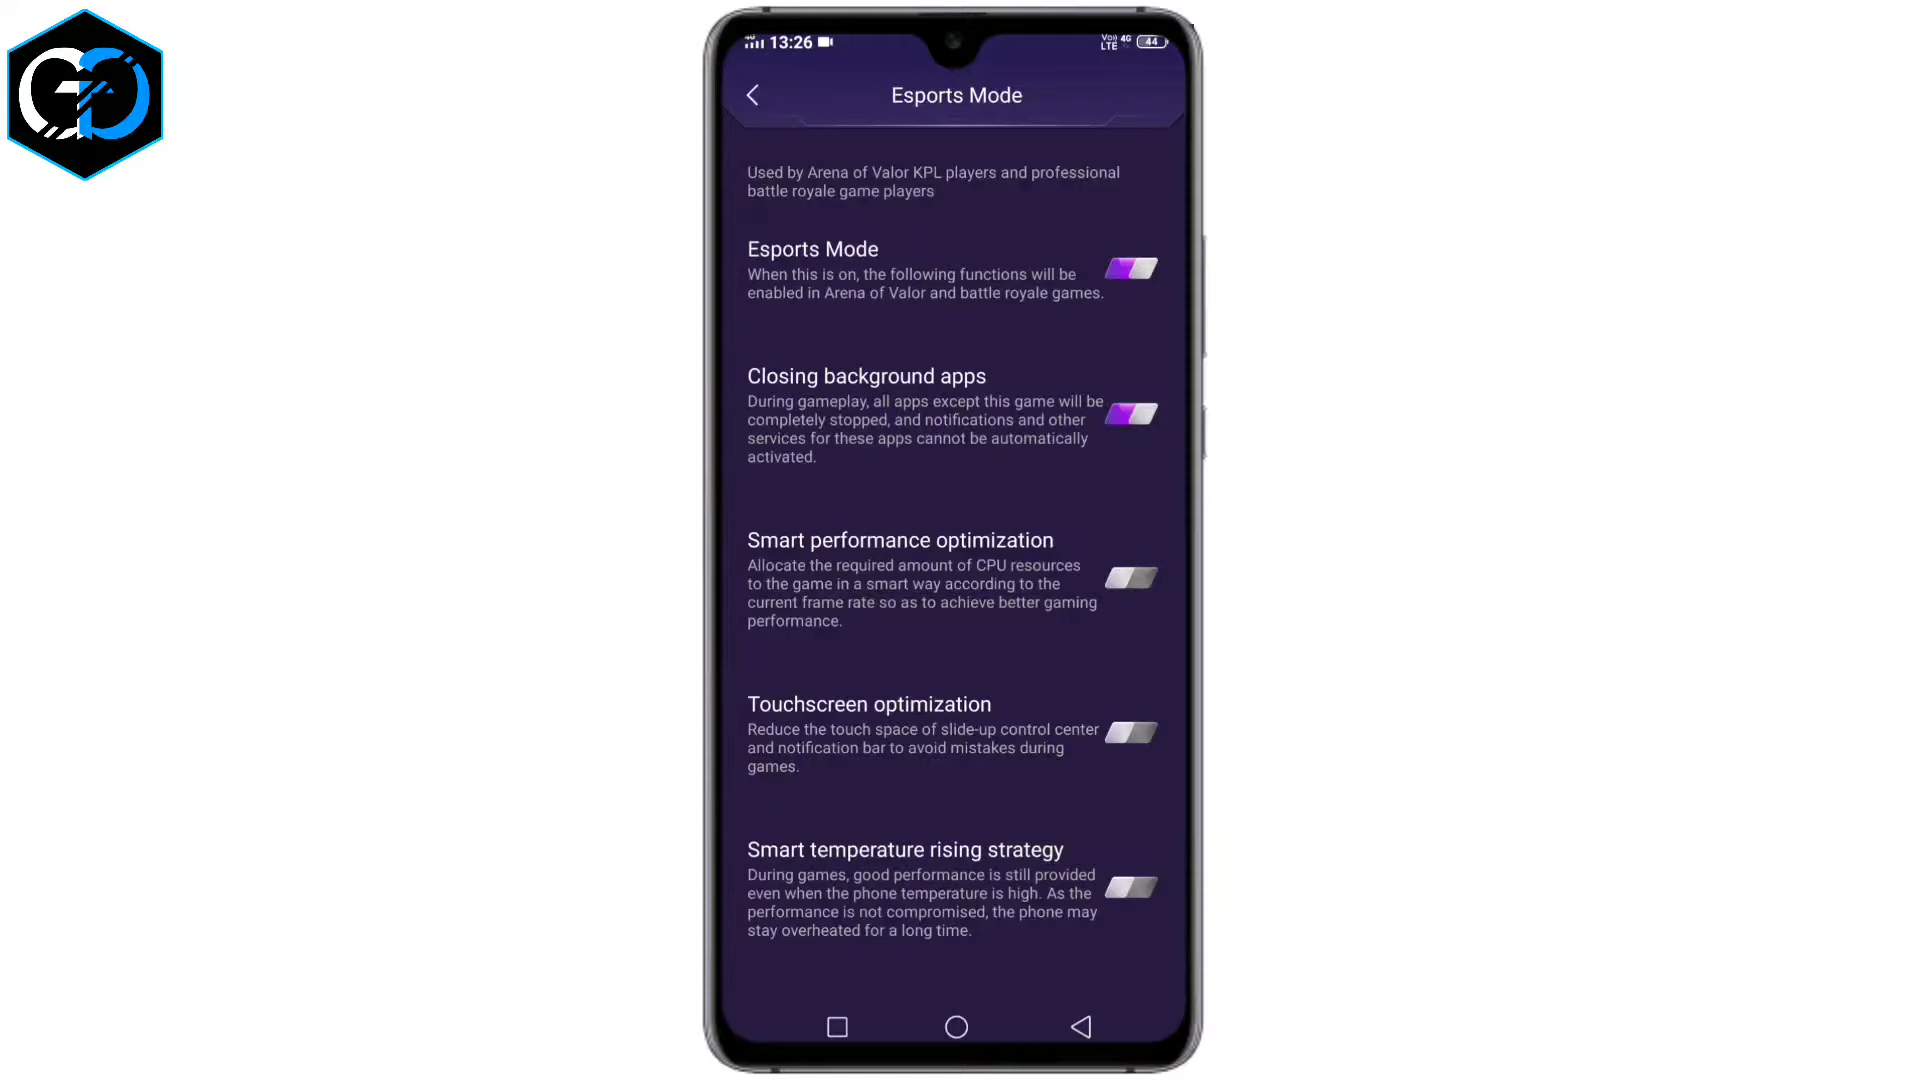 4G 13:26 VoI) 4G 44
LTE
Esports Mode
Used by Arena of Valor KPL players and professional
battle royale game players
Esports Mode
When this is on, the following functions will be
enabled in Arena of Valor and battle royale games.
Closing background apps
During gameplay, all apps except this game will be
completely stopped, and notifications and other
services for these apps cannot be automatically
activated.
Smart performance optimization
Allocate the required amount of CPU resources
to the game in a smart way according to the
current frame rate so as to achieve better gaming
performance.
Touchscreen optimization
Reduce the touch space of slide-up control center
and notification bar to avoid mistakes during
games.
Smart temperature rising strategy
During games, good performance is still provided
even when the phone temperature is high. As the
performance is not compromised, the phone may
stay overheated for a long time.